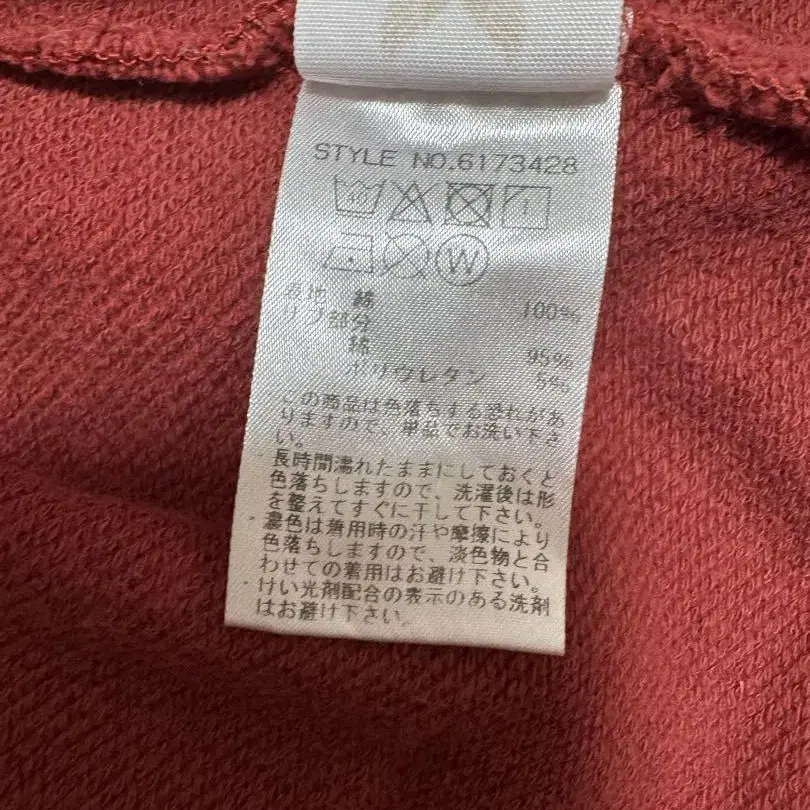 STYLE NO.6173428
40
W
表地 綿 100%
リブ部分
綿 95%
ポリウレタン 5%
・この商品は色落ちする恐れがあ
りますので、単品でお洗い下さ
い。
・長時間濡れたままにしておくと
色落ちしますので、洗濯後は形
を整えてすぐに干して下さい。
・濃色は着用時の汗や摩擦により
色落ちしますので、淡色物と合
わせての着用はお避け下さい。
・けい光剤配合の表示のある洗剤
はお避け下さい。